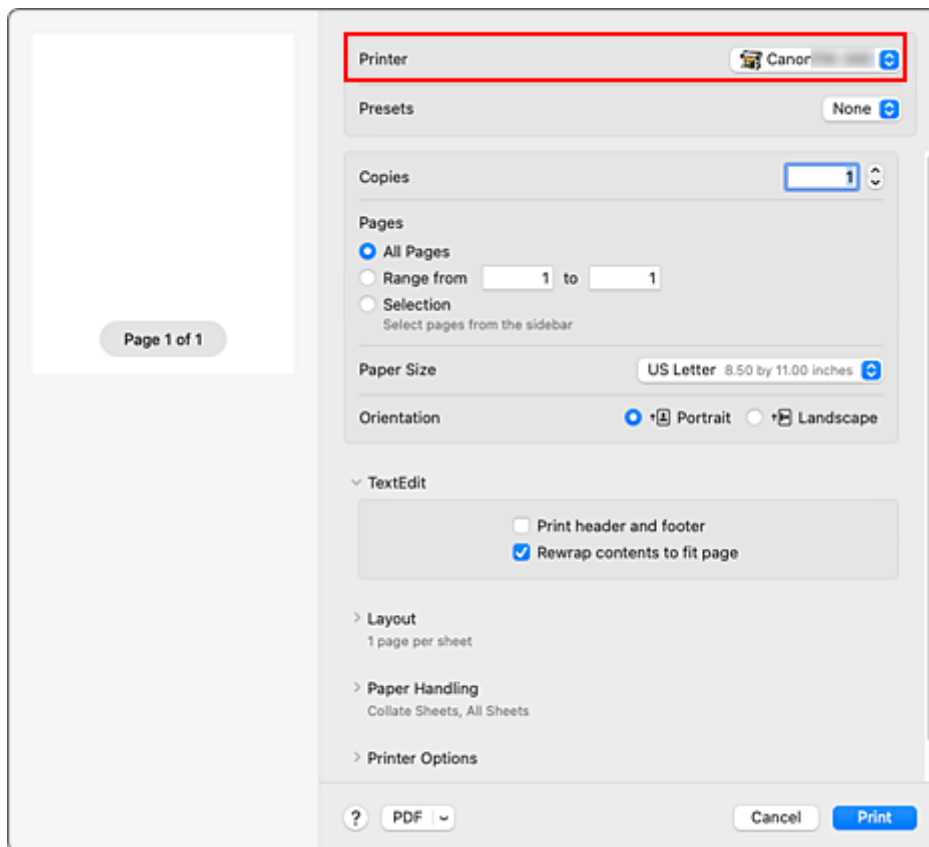 Page 1 of 1
Printer Canon
Presets None
Copies 1
Pages
All Pages
Range from 1 to 1
Selection
Select pages from the sidebar
Paper Size US Letter 8.50 by 11.00 inches
Orientation Portrait Landscape
TextEdit
Print header and footer
Rewrap contents to fit page
Layout
1 page per sheet
Paper Handling
Collate Sheets, All Sheets
Printer Options
? PDF Cancel Print